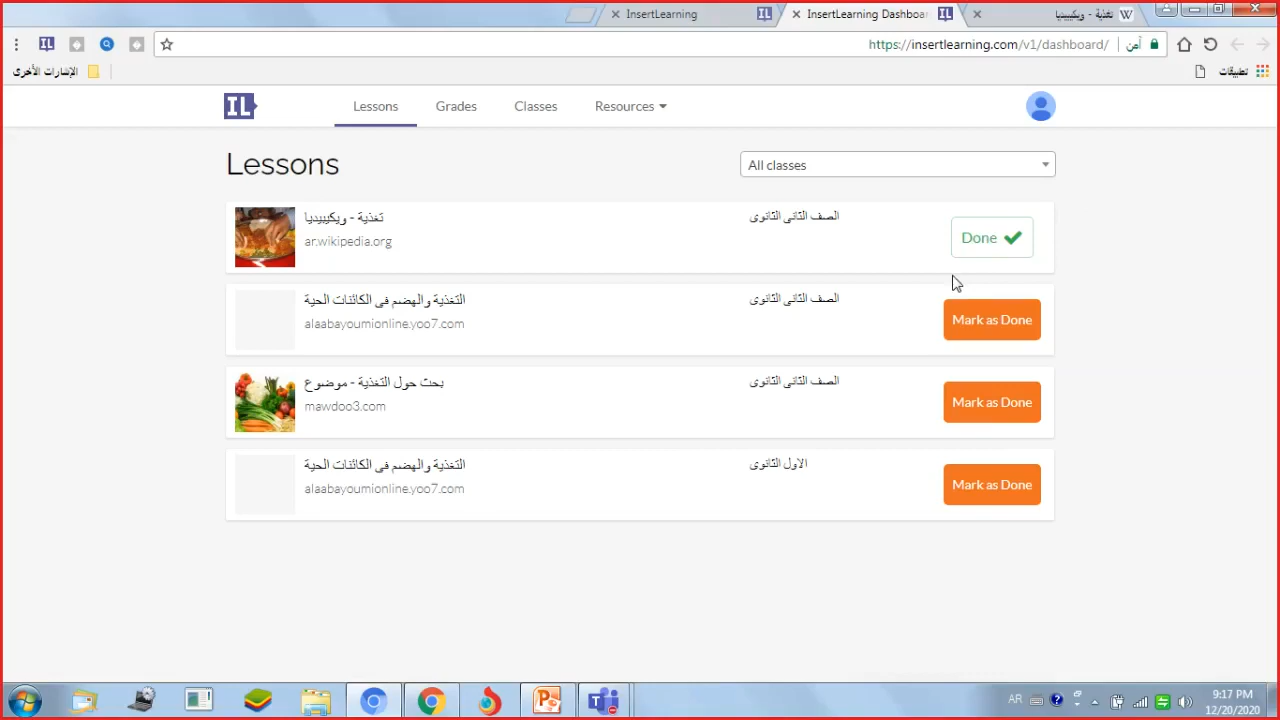 InsertLearning
InsertLearning Dashboar
تغذية - ويكيبيديا
https://insertlearning.com/v1/dashboard/
آمن
الإشارات الأخرى
تطبيقات
IL
Lessons
Grades
Classes
Resources
Lessons
All classes
تغذية - ويكيبيديا
الصف الثانى الثانوى
ar.wikipedia.org
Done
التغذية والهضم فى الكائنات الحية
الصف الثانى الثانوى
alaabayoumionline.yoo7.com
Mark as Done
بحث حول التغذية - موضوع
الصف الثانى الثانوى
mawdoo3.com
Mark as Done
التغذية والهضم فى الكائنات الحية
الاول الثانوى
alaabayoumionline.yoo7.com
Mark as Done
AR
9:17 PM
12/20/2020